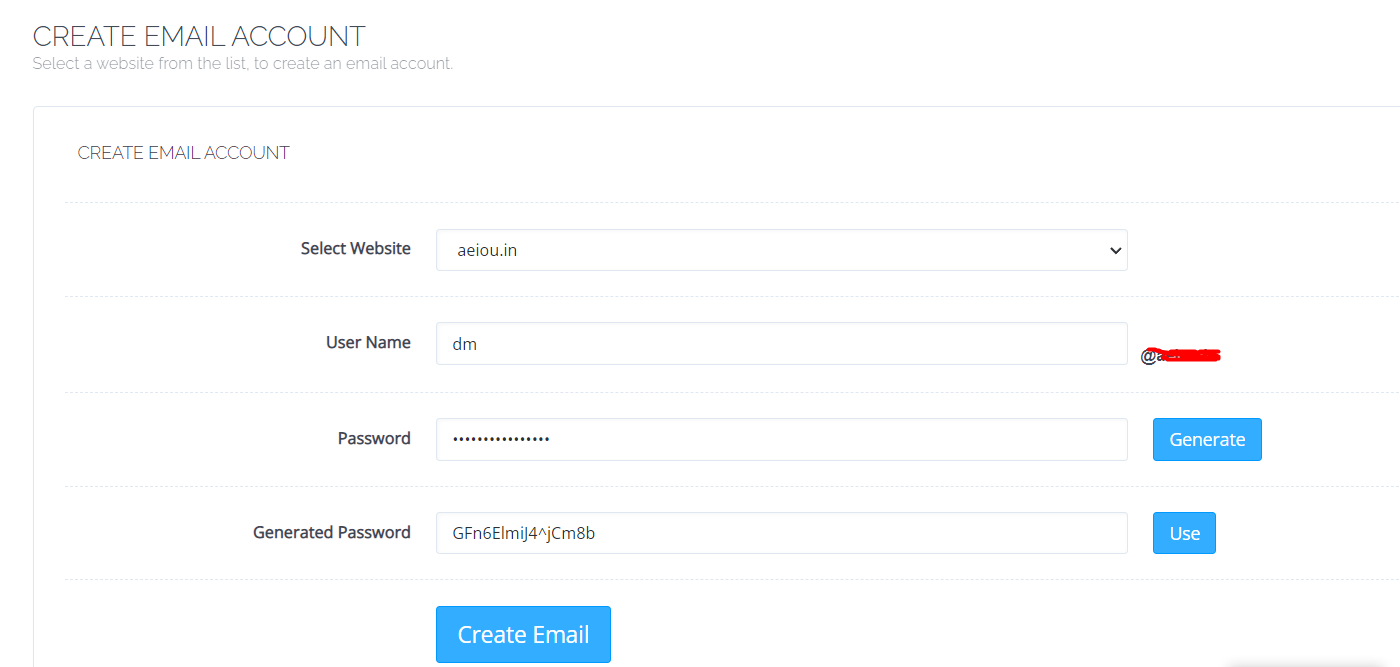 CREATE EMAIL ACCOUNT
Select a website from the list, to create an email account.
CREATE EMAIL ACCOUNT
Select Website aeiou.in
User Name dm
Password •••••••••••••••• Generate
Generated Password GFn6ElmiJ4^jCm8b Use
Create Email